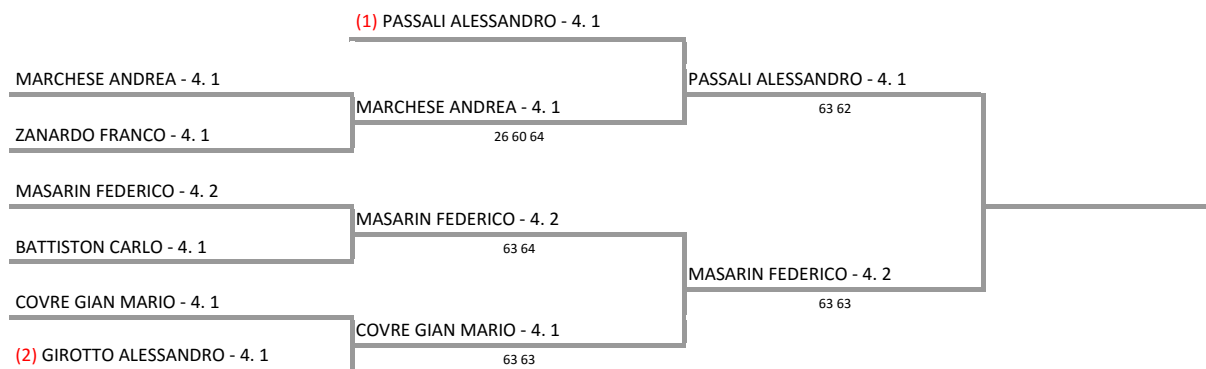 (1) PASSALI ALESSANDRO - 4. 1
MARCHESE ANDREA - 4. 1
PASSALI ALESSANDRO - 4. 1
MARCHESE ANDREA - 4. 1
63 62
ZANARDO FRANCO - 4. 1
26 60 64
MASARIN FEDERICO - 4. 2
MASARIN FEDERICO - 4. 2
BATTISTON CARLO - 4. 1
63 64
MASARIN FEDERICO - 4. 2
COVRE GIAN MARIO - 4. 1
63 63
COVRE GIAN MARIO - 4. 1
(2) GIROTTO ALESSANDRO - 4. 1
63 63